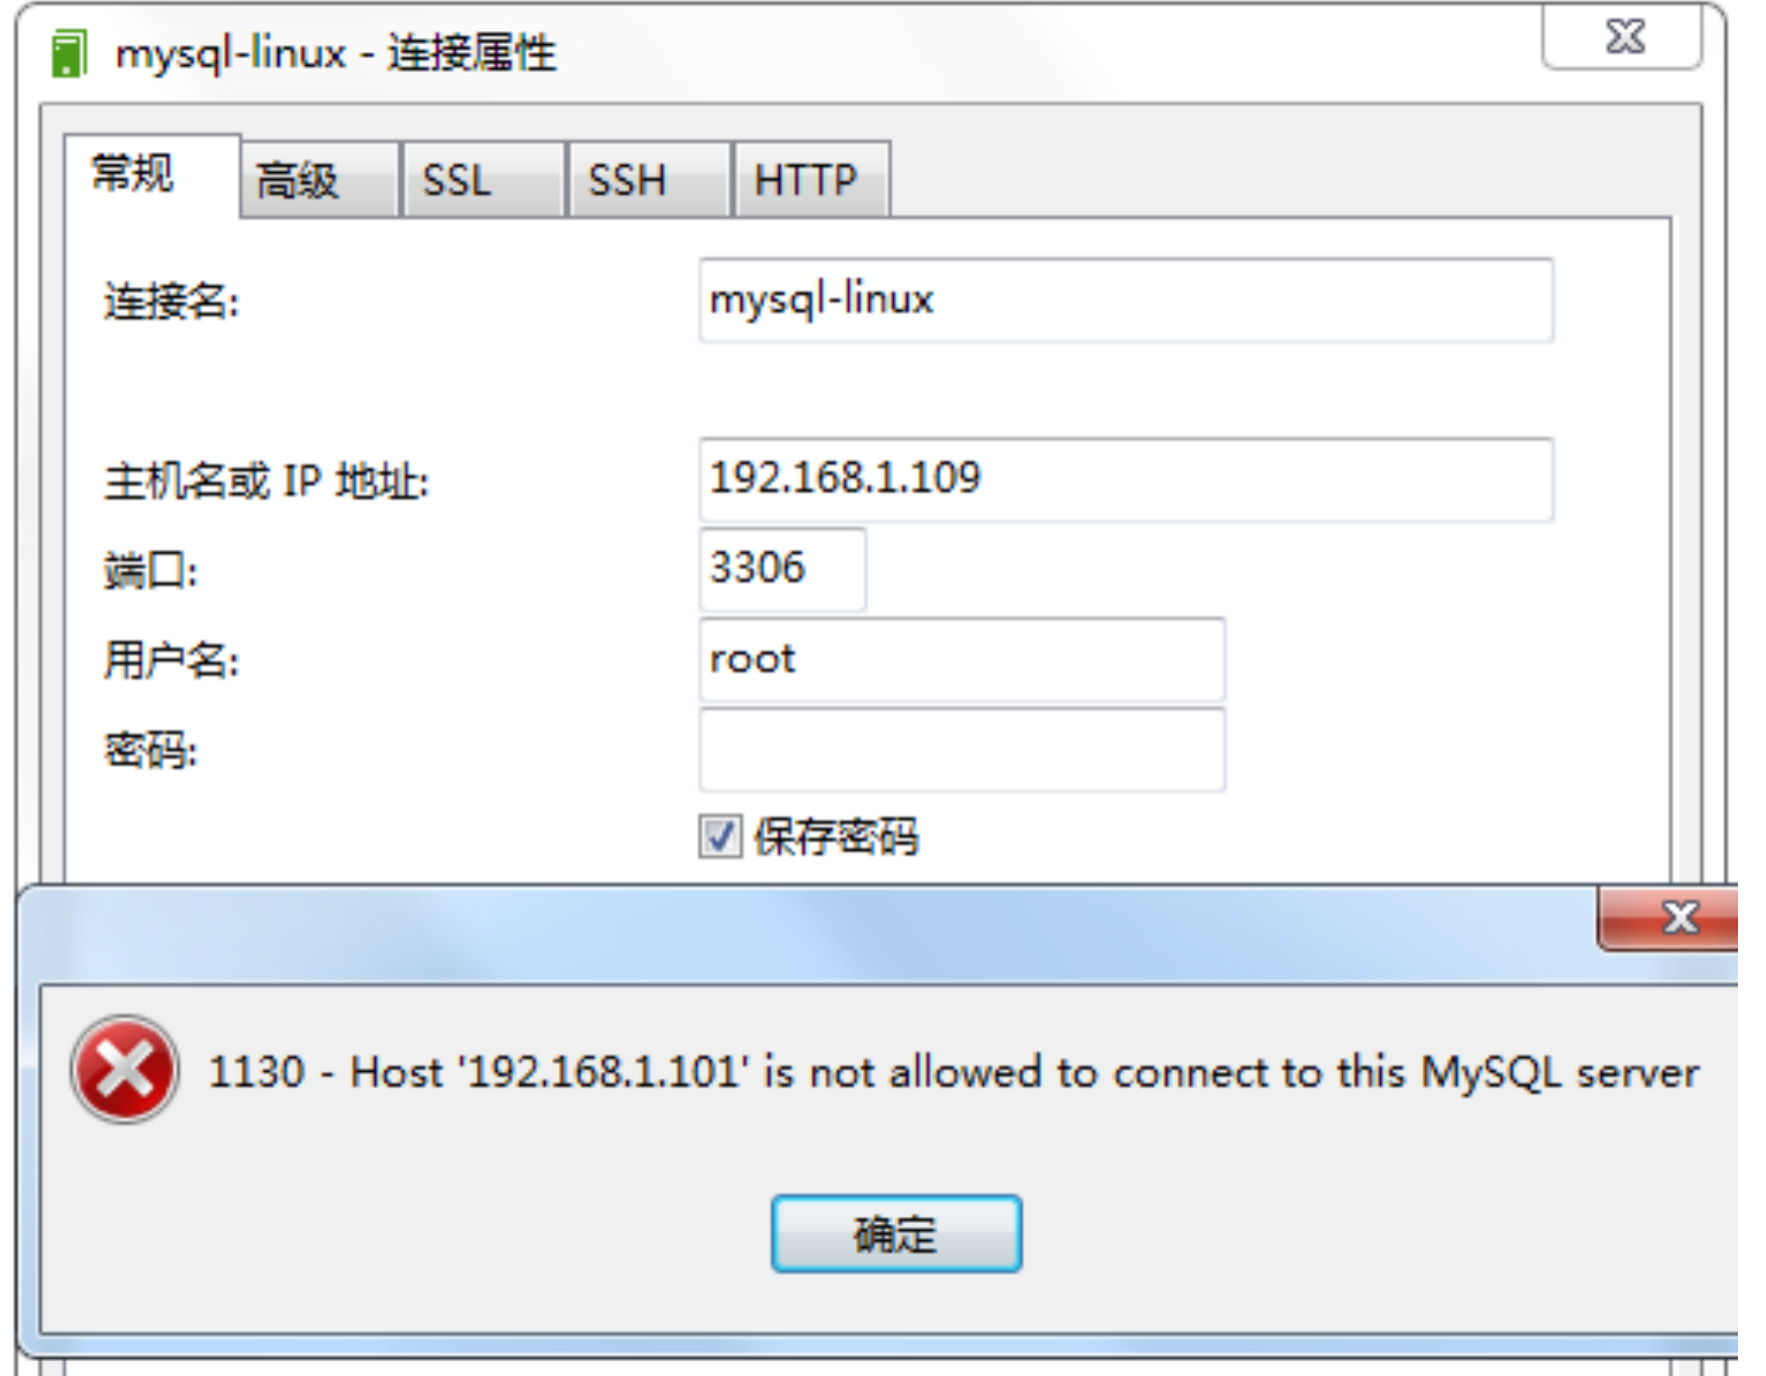 mysql-linux - 连接属性
常规 高级 SSL SSH HTTP
连接名: mysql-linux
主机名或 IP 地址: 192.168.1.109
端口: 3306
用户名: root
密码:
保存密码
1130 - Host '192.168.1.101' is not allowed to connect to this MySQL server
确定